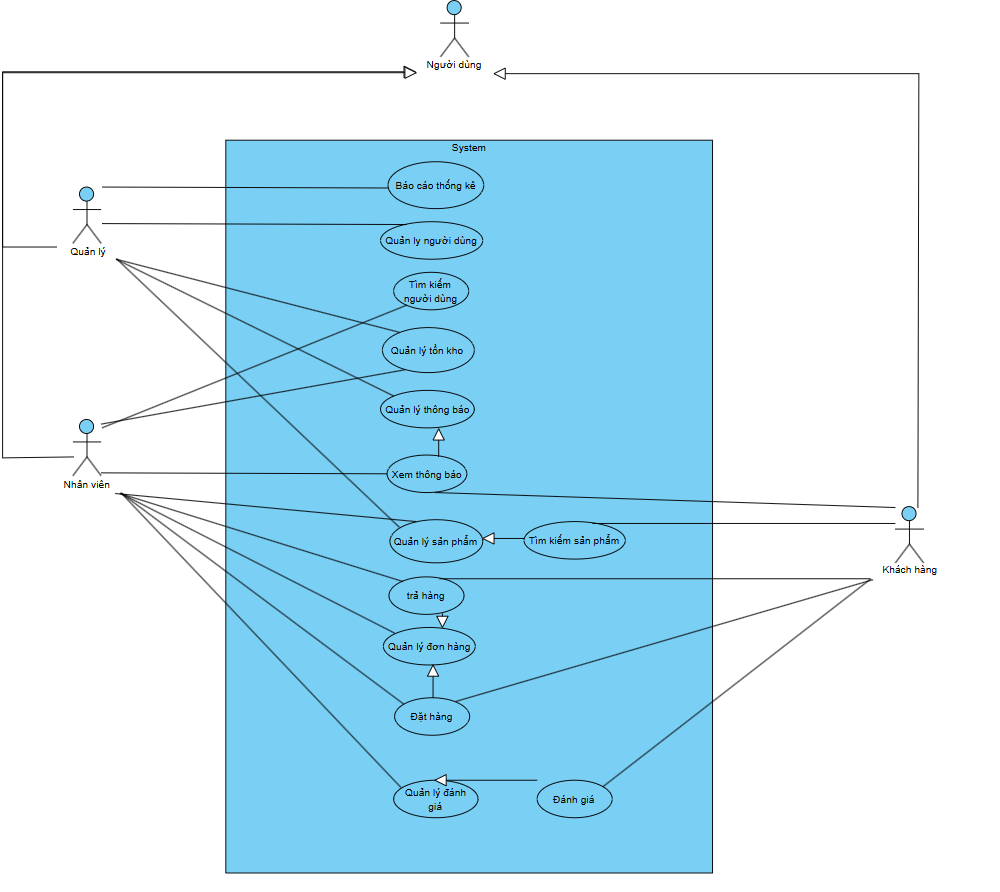 Người dùng
System
Báo cáo thống kê
Quản lý
Quản ly người dùng
Tìm kiếm
người dùng
Quản lý tồn kho
Quản lý thông báo
Xem thông báo
Nhân viên
Quản lý sản phẩm
Tìm kiếm sản phẩm
Khách hàng
trả hàng
Quản lý đơn hàng
Đặt hàng
Quản lý đánh
giá
Đánh giá